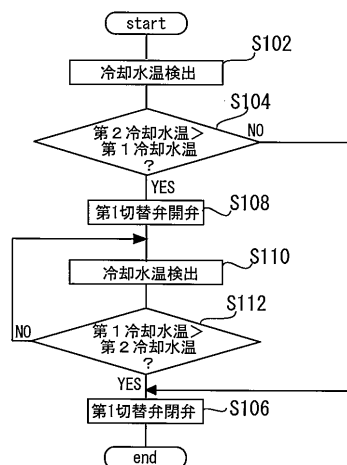 start
S102
冷却水温検出
S104
第2冷却水温>
第1冷却水温
?
NO
YES
S108
第1切替弁開弁
S110
冷却水温検出
S112
第1冷却水温>
第2冷却水温
?
NO
YES
S106
第1切替弁閉弁
end